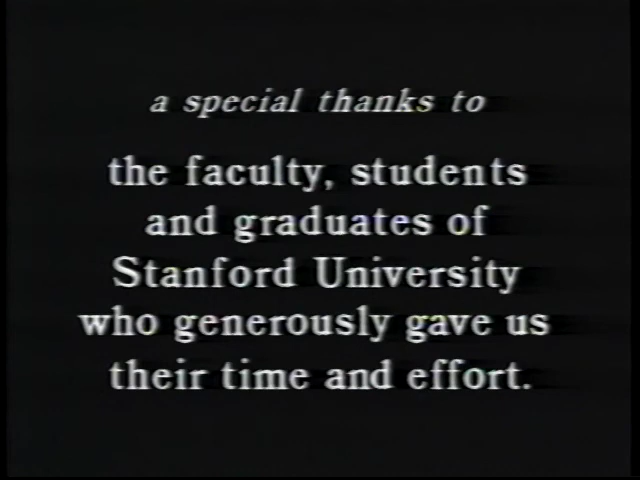 a special thanks to
the faculty, students
and graduates of
Stanford University
who generously gave us
their time and effort.